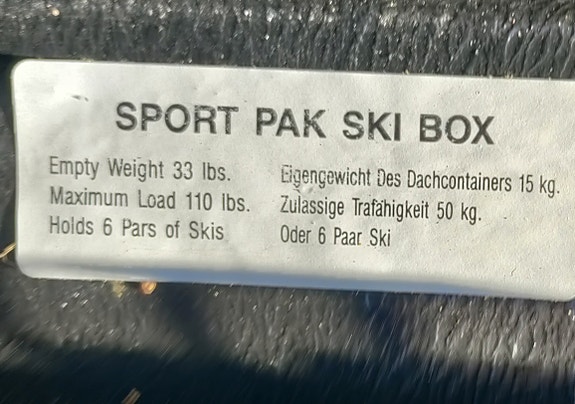 SPORT PAK SKI BOX
Empty Weight 33 lbs.
Maximum Load 110 lbs.
Holds 6 Pars of Skis
Eigengewicht Des Dachcontainers 15 kg.
Zulassige Trafahigkeit 50 kg.
Oder 6 Paar Ski